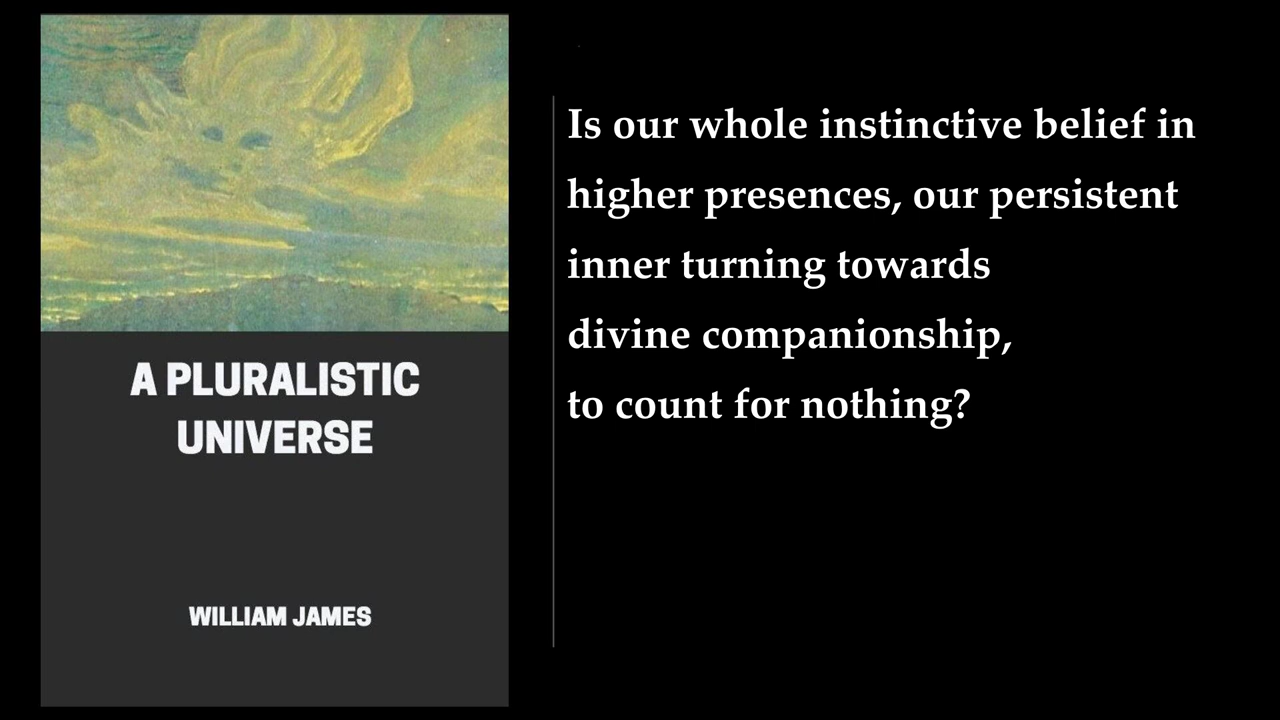 A PLURALISTIC
UNIVERSE
WILLIAM JAMES
Is our whole instinctive belief in
higher presences, our persistent
inner turning towards
divine companionship,
to count for nothing?